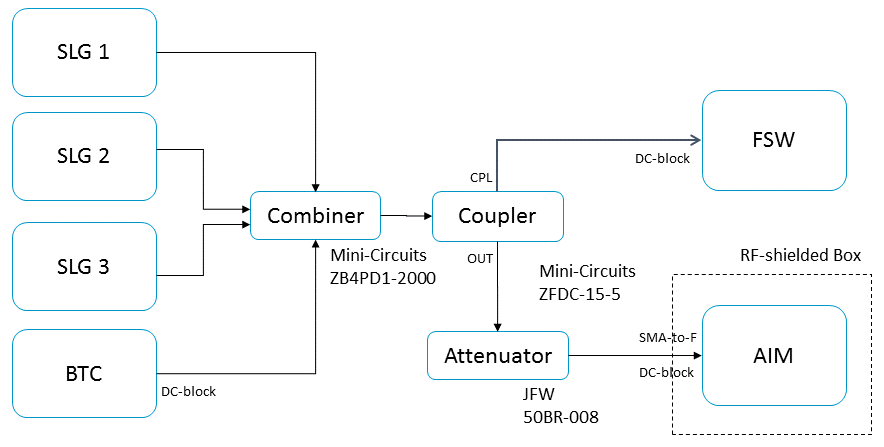 SLG 1
SLG 2
SLG 3
BTC
DC-block
Combiner
Mini-Circuits
ZB4PD1-2000
Coupler
CPL
OUT
Mini-Circuits
ZFDC-15-5
DC-block
FSW
Attenuator
JFW
50BR-008
SMA-to-F
DC-block
RF-shielded Box
AIM